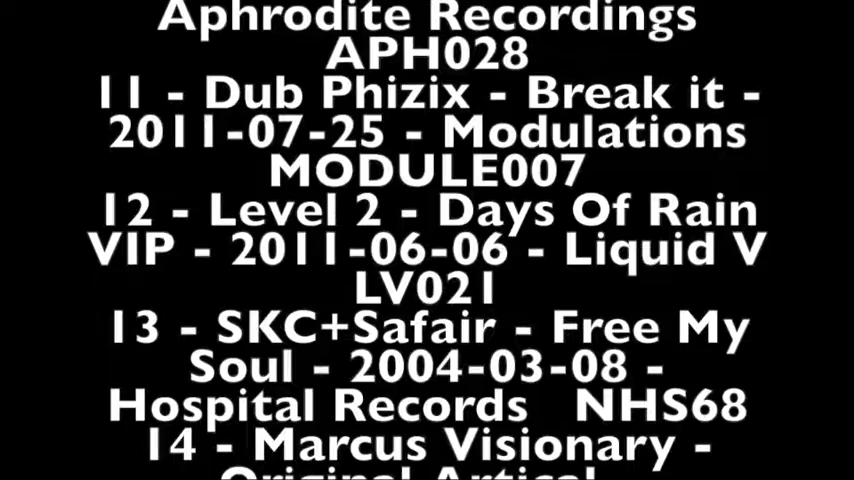 Aphrodite Recordings
APH028
11 - Dub Phizix - Break it -
2011-07-25 - Modulations
MODULE007
12 - Level 2 - Days Of Rain
VIP - 2011-06-06 - Liquid V
LV021
13 - SKC+Safair - Free My
Soul - 2004-03-08 -
Hospital Records NHS68
14 - Marcus Visionary -
Original Artical